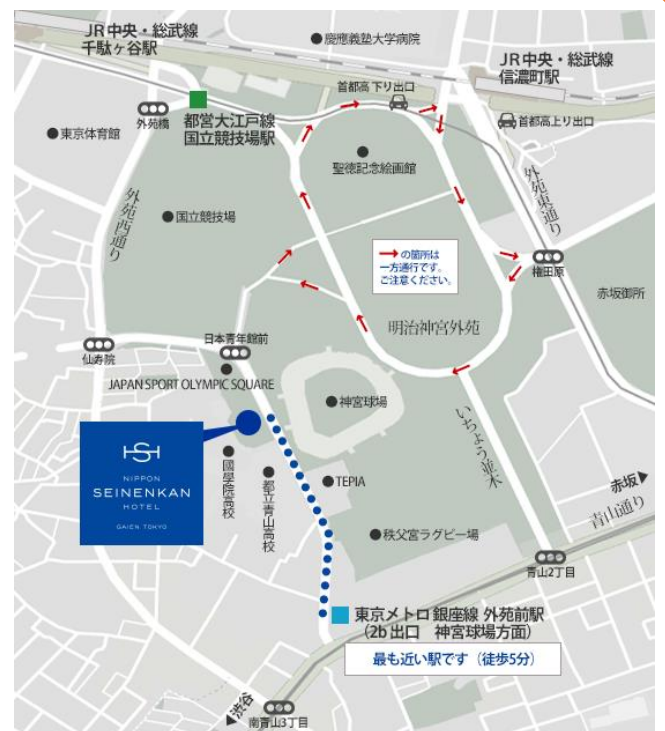 JR中央・総武線
千駄ヶ谷駅
慶應義塾大学病院
JR中央・総武線
信濃町駅
首都高 下り出口
首都高上り出口
外苑橋
都営大江戸線
国立競技場駅
東京体育館
聖徳記念絵画館
外苑西通り
外苑東通り
国立競技場
の箇所は
一方通行です。
ご注意ください。
権田原
赤坂御所
明治神宮外苑
日本青年館前
仙寿院
JAPAN SPORT OLYMPIC SQUARE
神宮球場
いちょう並木
NIPPON
SEINENKAN
HOTEL
GAIEN TOKYO
國學院高校
都立青山高校
TEPIA
赤坂
青山通り
秩父宮ラグビー場
青山2丁目
東京メトロ 銀座線 外苑前駅
（2b出口　神宮球場方面）
最も近い駅です（徒歩5分）
渋谷
南青山3丁目